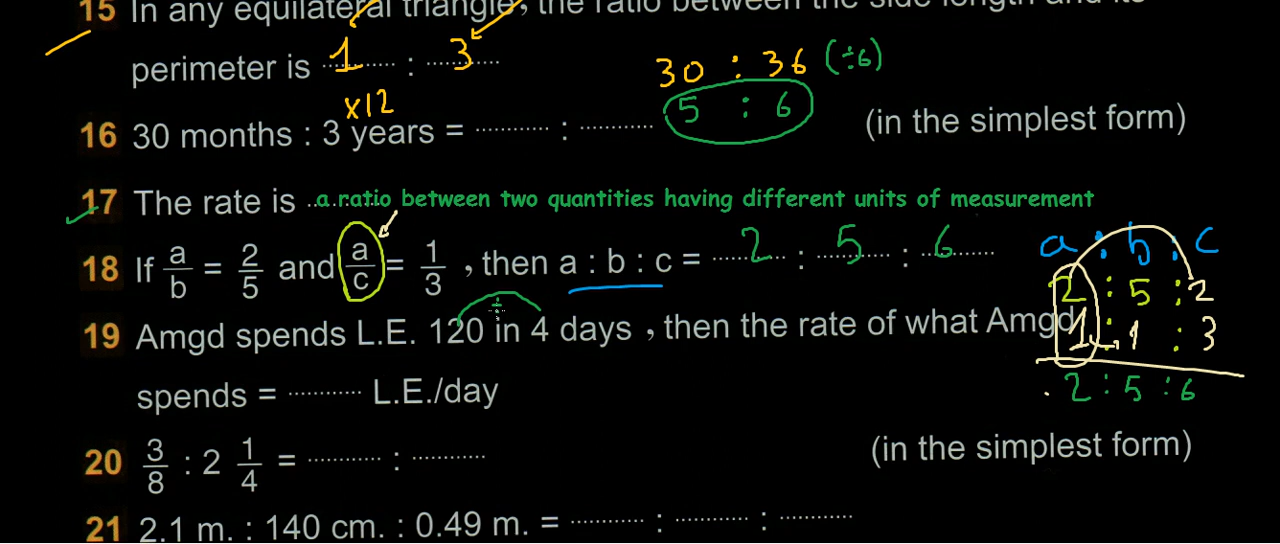 15 In any equilateral triangle, the ratio between the side length and its
perimeter is 1 : 3
30 : 36 (÷6)
x12
5 : 6
16 30 months : 3 years = ............ : ............ (in the simplest form)
17 The rate is ..a.ratio between two quantities having different units of measurement
18 If a/b = 2/5 and a/c = 1/3 , then a : b : c = 2 : 5 : 6
a : b : c
2 : 5 : 2
1 : 1 : 3
2 : 5 : 6
÷
19 Amgd spends L.E. 120 in 4 days , then the rate of what Amgd
spends = ............ L.E./day
20 3/8 : 2 1/4 = ............ : ............ (in the simplest form)
21 2.1 m. : 140 cm. : 0.49 m. = ............ : ............ : ............